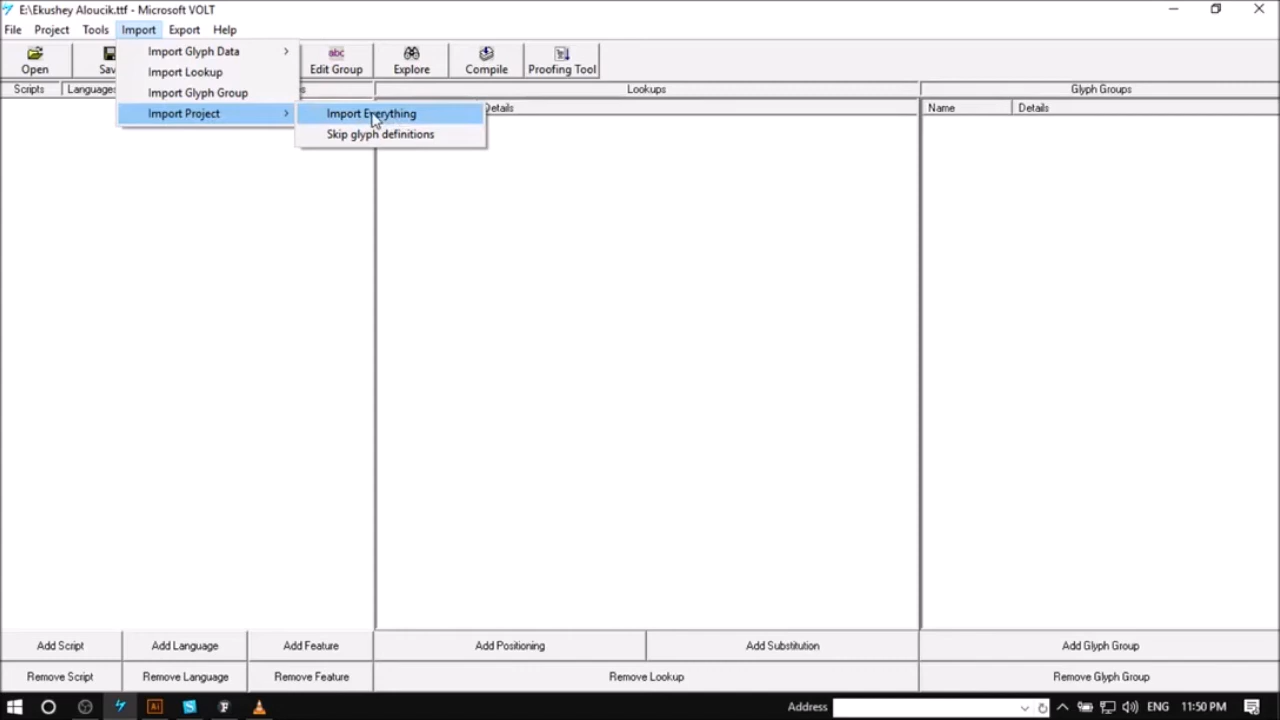 E:\Ekushey Aloucik.ttf - Microsoft VOLT
File Project Tools Import Export Help
Open Edit Group Explore Compile Proofing Tool
Import Glyph Data
Import Lookup
Import Glyph Group
Import Project
Import Everything
Skip glyph definitions
Scripts Lookups Glyph Groups
Name Details
Add Script Add Language Add Feature Add Positioning Add Substitution Add Glyph Group
Remove Script Remove Language Remove Feature Remove Lookup Remove Glyph Group
Address ENG 11:50 PM